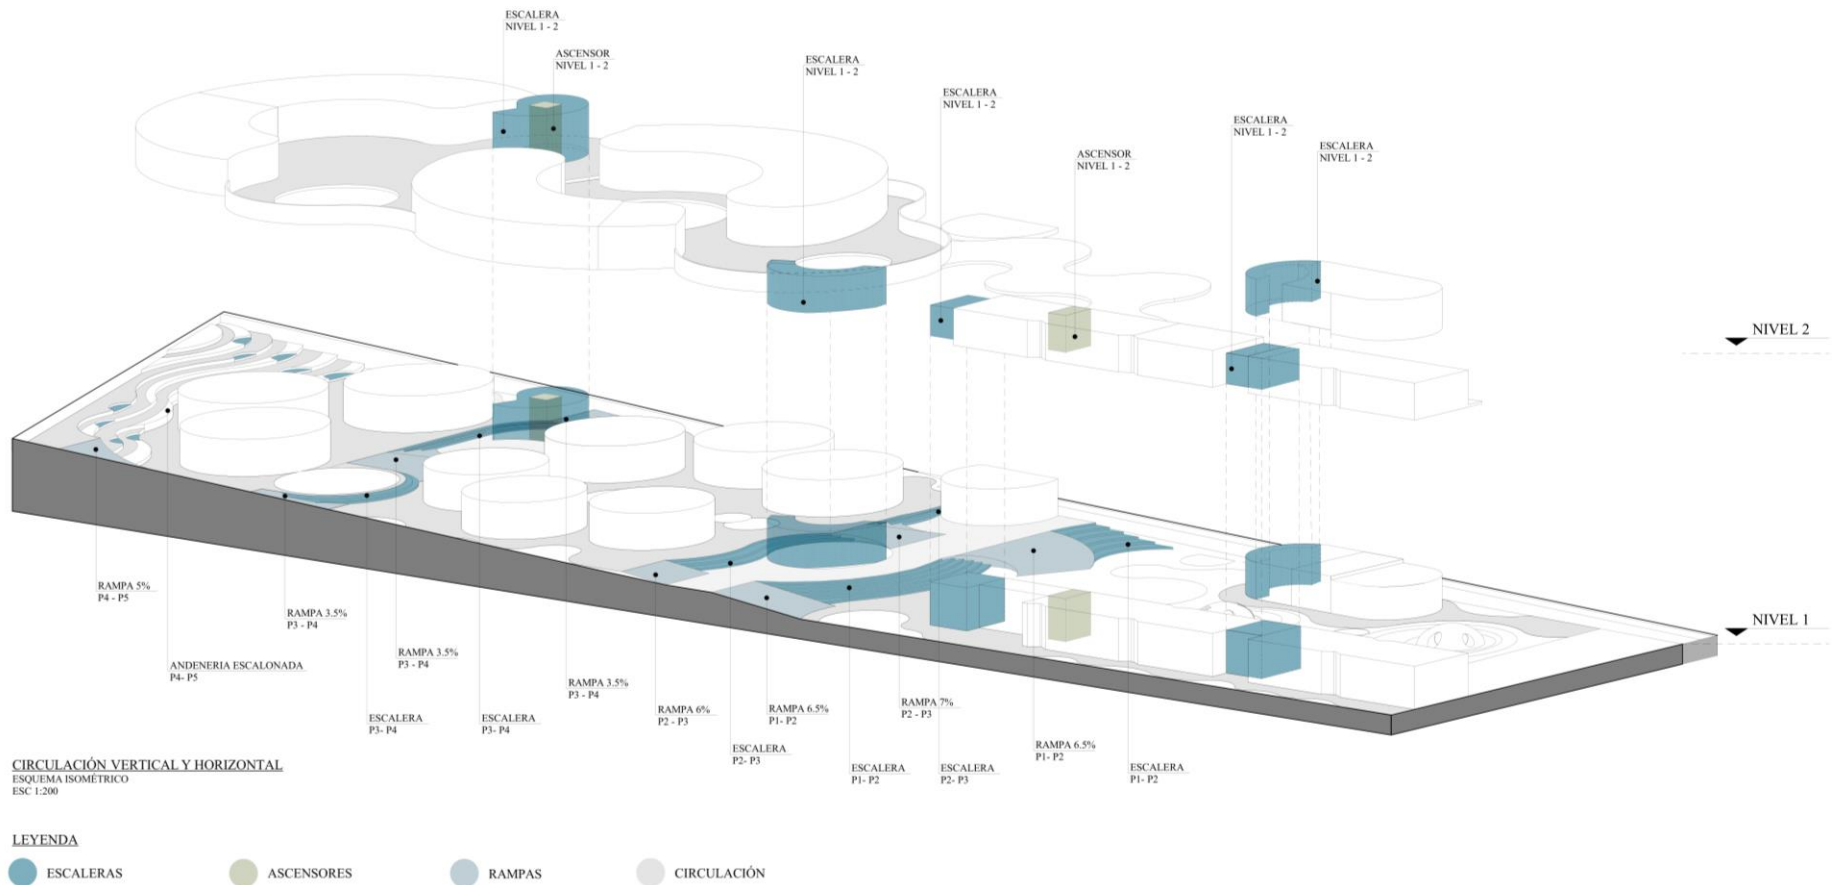 ESCALERA
NIVEL 1 - 2
ASCENSOR
NIVEL 1 - 2
ESCALERA
NIVEL 1 - 2
ESCALERA
NIVEL 1 - 2
ESCALERA
NIVEL 1 - 2
ESCALERA
NIVEL 1 - 2
ASCENSOR
NIVEL 1 - 2
NIVEL 2
NIVEL 1
RAMPA 5%
P4 - P5
ANDENERIA ESCALONADA
P4- P5
RAMPA 3.5%
P3 - P4
ESCALERA
P3- P4
RAMPA 3.5%
P3 - P4
ESCALERA
P3- P4
RAMPA 3.5%
P3 - P4
RAMPA 6%
P2 - P3
ESCALERA
P2- P3
RAMPA 6.5%
P1- P2
ESCALERA
P1- P2
RAMPA 7%
P2 - P3
ESCALERA
P2- P3
RAMPA 6.5%
P1- P2
ESCALERA
P1- P2
CIRCULACIÓN VERTICAL Y HORIZONTAL
ESQUEMA ISOMÉTRICO
ESC 1:200
LEYENDA
ESCALERAS
ASCENSORES
RAMPAS
CIRCULACIÓN